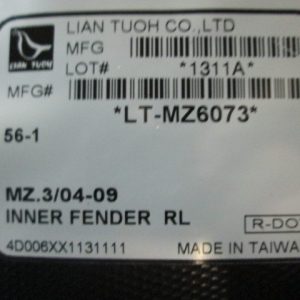 LIAN TUOH CO.,LTD
LIAN TUOH
MFG
LOT# *1311A*
MFG#
*LT-MZ6073*
56-1
MZ.3/04-09
INNER FENDER RL
R-DO
4D006XX1131111 MADE IN TAIWA